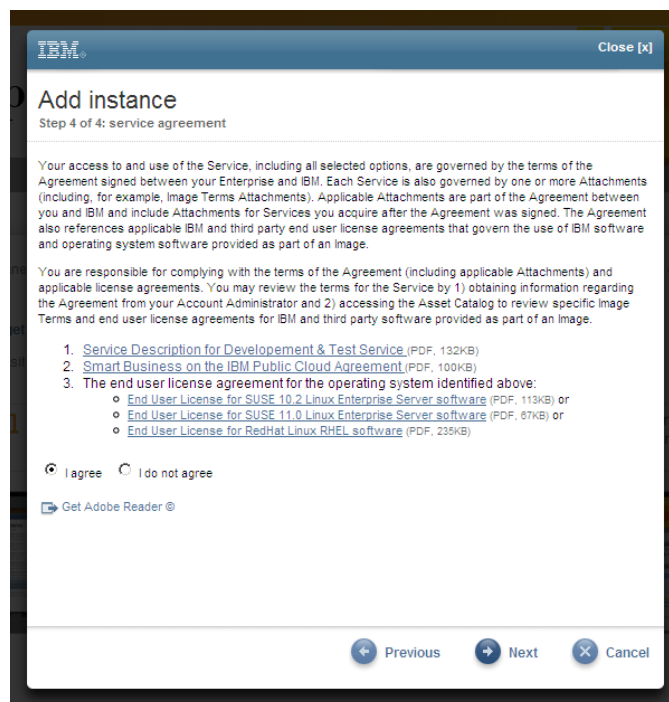 IBM®
Close [x]
Add instance
Step 4 of 4: service agreement
Your access to and use of the Service, including all selected options, are governed by the terms of the
Agreement signed between your Enterprise and IBM. Each Service is also governed by one or more Attachments
(including, for example, Image Terms Attachments). Applicable Attachments are part of the Agreement between
you and IBM and include Attachments for Services you acquire after the Agreement was signed. The Agreement
also references applicable IBM and third party end user license agreements that govern the use of IBM software
and operating system software provided as part of an Image.
You are responsible for complying with the terms of the Agreement (including applicable Attachments) and
applicable license agreements. You may review the terms for the Service by 1) obtaining information regarding
the Agreement from your Account Administrator and 2) accessing the Asset Catalog to review specific Image
Terms and end user license agreements for IBM and third party software provided as part of an Image.
1. Service Description for Developement & Test Service (PDF, 132KB)
2. Smart Business on the IBM Public Cloud Agreement (PDF, 100KB)
3. The end user license agreement for the operating system identified above:
End User License for SUSE 10.2 Linux Enterprise Server software (PDF, 113KB) or
End User License for SUSE 11.0 Linux Enterprise Server software (PDF, 67KB) or
End User License for RedHat Linux RHEL software (PDF, 235KB)
I agree I do not agree
Get Adobe Reader ©
Previous Next Cancel